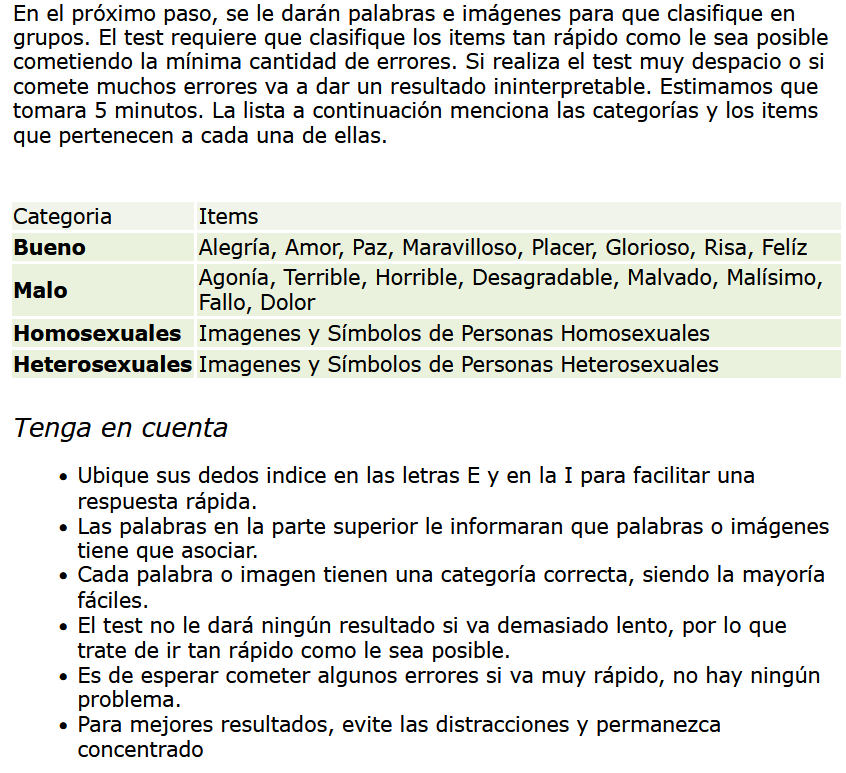 En el próximo paso, se le darán palabras e imágenes para que clasifique en
grupos. El test requiere que clasifique los items tan rápido como le sea posible
cometiendo la mínima cantidad de errores. Si realiza el test muy despacio o si
comete muchos errores va a dar un resultado ininterpretable. Estimamos que
tomara 5 minutos. La lista a continuación menciona las categorías y los items
que pertenecen a cada una de ellas.
Categoria Items
Bueno Alegría, Amor, Paz, Maravilloso, Placer, Glorioso, Risa, Felíz
Malo Agonía, Terrible, Horrible, Desagradable, Malvado, Malísimo,
Fallo, Dolor
Homosexuales Imagenes y Símbolos de Personas Homosexuales
Heterosexuales Imagenes y Símbolos de Personas Heterosexuales
Tenga en cuenta
• Ubique sus dedos indice en las letras E y en la I para facilitar una
respuesta rápida.
• Las palabras en la parte superior le informaran que palabras o imágenes
tiene que asociar.
• Cada palabra o imagen tienen una categoría correcta, siendo la mayoría
fáciles.
• El test no le dará ningún resultado si va demasiado lento, por lo que
trate de ir tan rápido como le sea posible.
• Es de esperar cometer algunos errores si va muy rápido, no hay ningún
problema.
• Para mejores resultados, evite las distracciones y permanezca
concentrado